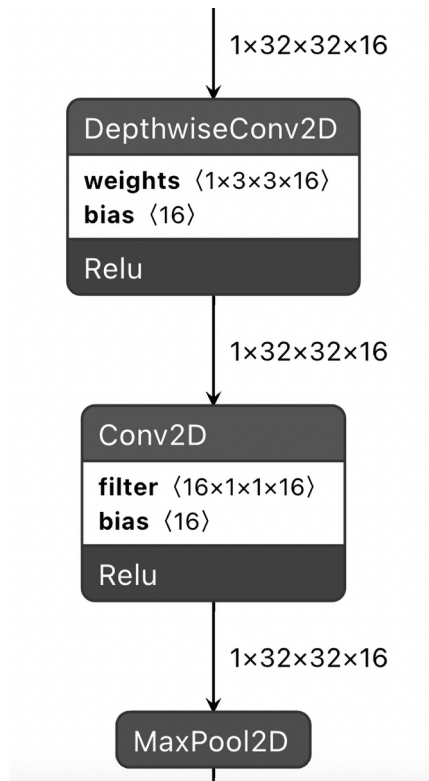 1×32×32×16
DepthwiseConv2D
weights ⟨1×3×3×16⟩
bias ⟨16⟩
Relu
1×32×32×16
Conv2D
filter ⟨16×1×1×16⟩
bias ⟨16⟩
Relu
1×32×32×16
MaxPool2D